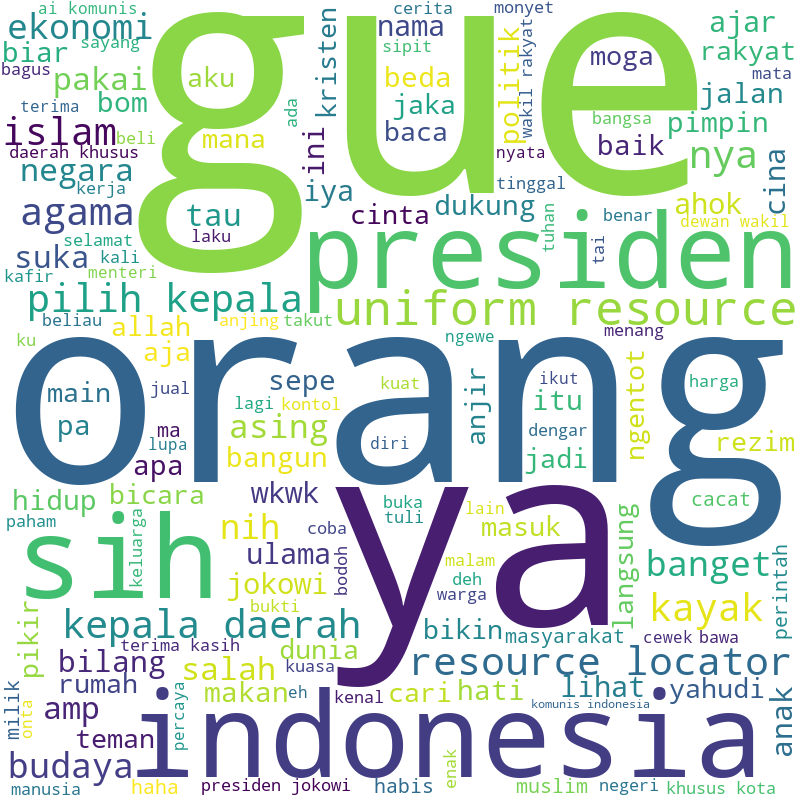 ai komunis
cerita
monyet
ekonomi
gue
nama
ajar
sayang
sipit
biar
kristen
politik
wakil rakyat
moga
rakyat
bagus
pakai
aku
beda
mata
bom
ada
jaka
jalan
terima
islam
beli
mana
baca
bangsa
pimpin
daerah khusus
ini
nyata
baik
nya
negara
kerja
iya
tinggal
cina
agama
tau
cinta
dukung
tuhan
benar
ahok
laku
dewan wakil
suka
selamat
kali
presiden
tai
kafir
menteri
pilih kepala
uniform resource
beliau
allah
anjing
takut
menang
ku
aja
ngewe
orang
main
jual
sepe
kuat
ikut
harga
pa
ma
lagi
kontol
anjir
itu
ngentot
lupa
asing
diri
dengar
rezim
apa
bangun
jadi
hidup
bicara
wkwk
buka
lain
masuk
cacat
paham
sih
keluarga
nih
coba
tuli
ya
langsung
ulama
bodoh
malam
banget
perintah
jokowi
deh
warga
bukti
kayak
pikir
kepala daerah
bikin
masyarakat
cewek
bawa
terima kasih
dunia
bilang
salah
kuasa
resource locator
rumah
percaya
makan
eh
kenal
cari
hati
lihat
yahudi
anak
milik
onta
amp
indonesia
komunis indonesia
teman
budaya
enak
manusia
haha
presiden jokowi
habis
muslim
negeri
khusus kota